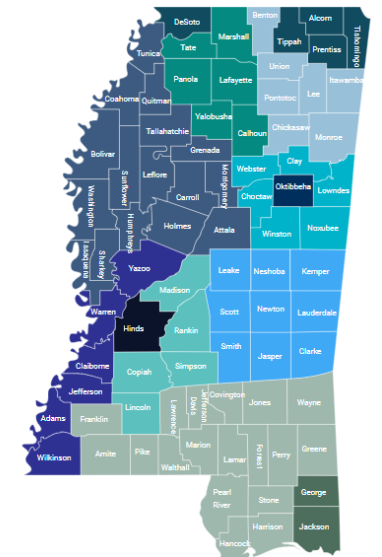 Benton
Alcorn
DeSoto
Tippah
Tishomingo
Marshall
Prentiss
Tate
Tunica
Union
Panola
Lafayette
Itawamba
Coahoma
Quitman
Pontotoc
Lee
Yalobusha
Tallahatchie
Calhoun
Chickasaw
Monroe
Bolivar
Grenada
Clay
Sunflower
Leflore
Montgomery
Webster
Oktibbeha
Lowndes
Washington
Carroll
Choctaw
Humphreys
Holmes
Attala
Winston
Noxubee
Issaquena
Sharkey
Yazoo
Leake
Neshoba
Kemper
Madison
Warren
Scott
Newton
Lauderdale
Hinds
Rankin
Smith
Jasper
Clarke
Claiborne
Copiah
Simpson
Jefferson
Lincoln
Lawrence
Jefferson
Davis
Covington
Jones
Wayne
Adams
Franklin
Wilkinson
Amite
Pike
Walthall
Marion
Lamar
Forrest
Perry
Greene
Pearl
River
Stone
George
Hancock
Harrison
Jackson